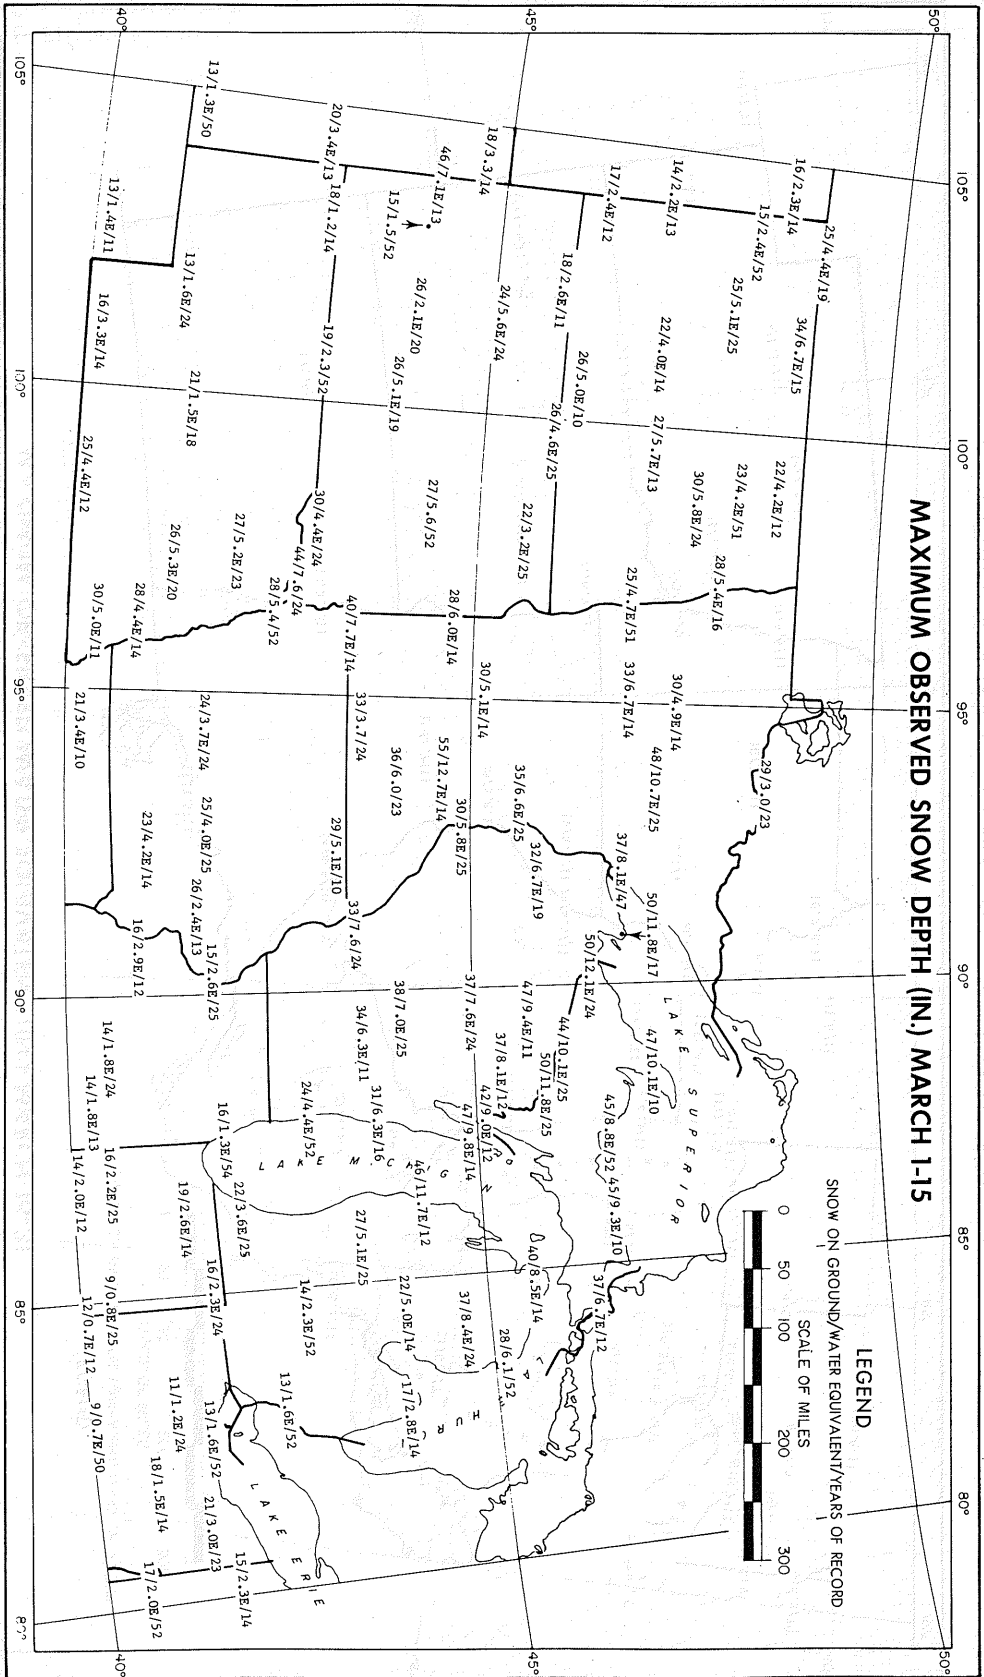 MAXIMUM OBSERVED SNOW DEPTH (IN.) MARCH 1-15
LEGEND
SNOW ON GROUND/WATER EQUIVALENT/YEARS OF RECORD
SCALE OF MILES
0 50 100 200 300
105° 100° 95° 90° 85° 80°
50° 50°
45° 45°
40° 40°
105° 100° 95° 90° 85° 80°
LAKE SUPERIOR
HUR
LAKE ERIE
16/2.3E/14
25/4.4E/19
34/6.7E/15
15/2.4E/52
25/5.1E/25
14/2.2E/13
22/4.0E/14
27/5.7E/13
22/4.2E/12
23/4.2E/51
30/5.8E/24
28/5.4E/16
17/2.4E/12
18/2.6E/11
26/5.0E/10
26/4.6E/25
25/4.7E/51
18/3.3/14
46/7.1E/13
15/1.5/52
24/5.6E/24
26/2.1E/20
26/5.1E/19
27/5.6/52
22/3.2E/25
28/6.0E/14
20/3.4E/13
18/1.2/14
19/2.3/52
30/4.4E/24
44/7.6/24
28/5.4/52
40/7.7E/14
13/1.3E/50
13/1.4E/11
13/1.6E/24
16/3.3E/14
21/1.5E/18
25/4.4E/12
27/5.2E/23
26/5.3E/20
28/4.4E/14
30/5.0E/11
29/3.0/23
30/4.9E/14
33/6.7E/14
48/10.7E/25
30/5.1E/14
35/6.6E/25
55/12.7E/14
36/6.0/23
33/3.7/24
30/5.8E/25
29/5.1E/10
24/3.7E/24
25/4.0E/25
21/3.4E/10
23/4.2E/14
26/2.4E/13
16/2.9E/12
15/2.6E/25
37/8.1E/47
50/11.8E/17
32/6.7E/19
50/12.1E/24
33/7.6/24
37/7.6E/24
47/9.4E/11
44/10.1E/25
47/10.1E/10
50/11.8E/25
37/8.1E/12
42/9.0E/12
47/9.8E/14
38/7.0E/25
34/6.3E/11
31/6.3E/16
24/4.4E/52
45/8.8E/52
45/9.3E/10
37/6.7E/12
40/8.5E/14
46/11.7E/12
27/5.1E/25
22/5.0E/14
37/8.4E/24
28/6.1/52
17/2.8E/14
14/2.3E/52
13/1.6E/52
22/3.6E/25
16/1.3E/54
14/1.8E/24
14/1.8E/13
16/2.2E/25
14/2.0E/12
19/2.6E/14
16/2.3E/24
9/0.8E/25
12/0.7E/12
9/0.7E/50
11/1.2E/24
13/1.6E/52
18/1.5E/14
21/3.0E/23
15/2.3E/14
17/2.0E/52